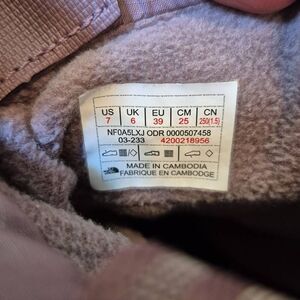 US UK EU CM CN
7 6 39 25 250(1.5)
NF0A5LXJ ODR 0000507458
03-233 4200218956
MADE IN CAMBODIA
FABRIQUE EN CAMBODGE